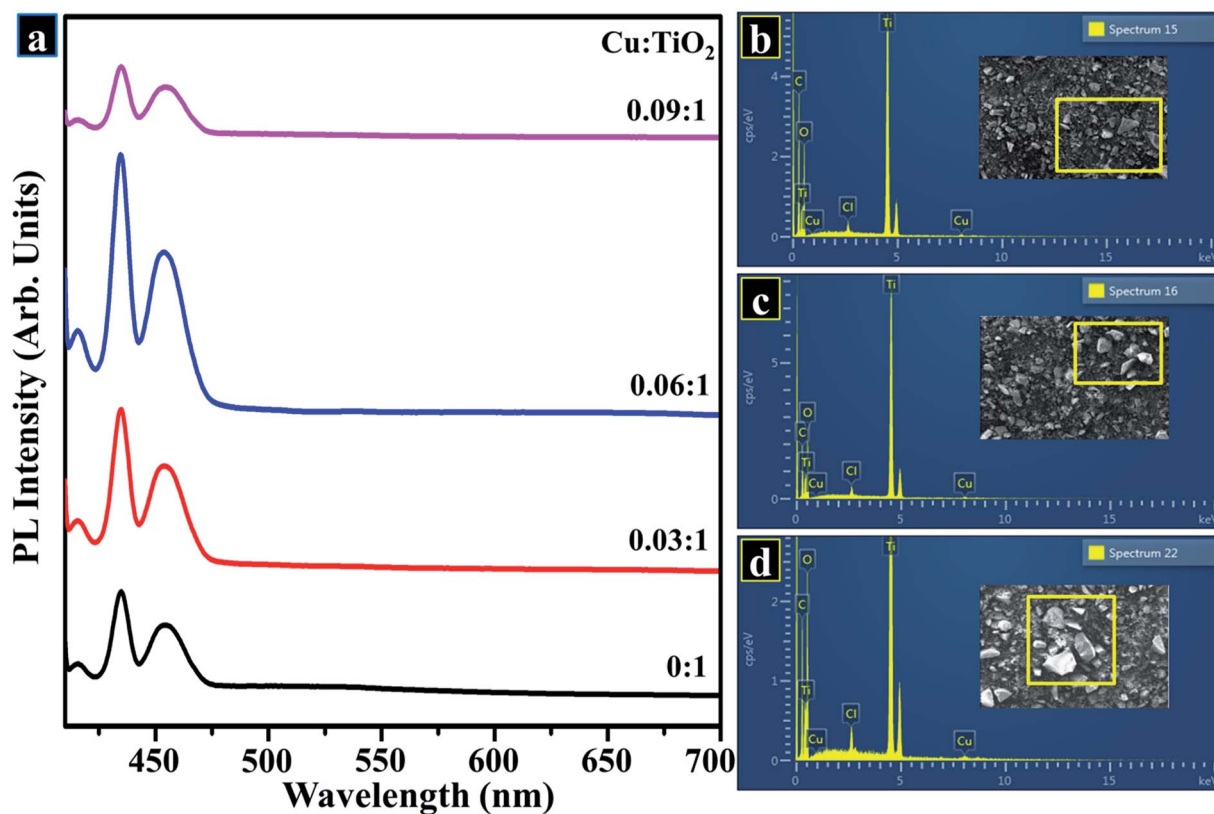 a
Cu:TiO₂
0.09:1
0.06:1
0.03:1
0:1
PL Intensity (Arb. Units)
450 500 550 600 650 700
Wavelength (nm)
b
Spectrum 15
Ti
C
O
Ti
Cu
Cl
Cu
cps/eV
4
2
0
0 5 10 15
keV
c
Spectrum 16
Ti
O
C
Ti
Cu
Cl
Cu
cps/eV
5
0
0 5 10 15
keV
d
Spectrum 22
Ti
O
C
Ti
Cu
Cl
Cu
cps/eV
2
1
0
0 5 10 15